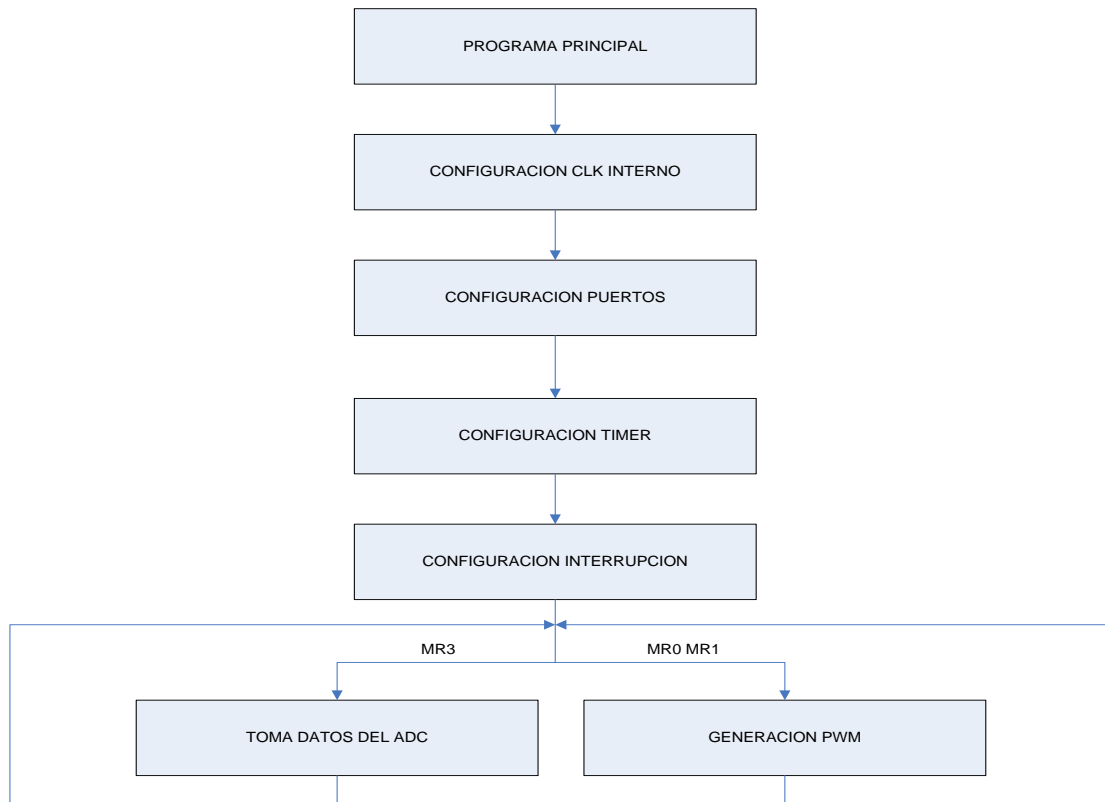 PROGRAMA PRINCIPAL
CONFIGURACION CLK INTERNO
CONFIGURACION PUERTOS
CONFIGURACION TIMER
CONFIGURACION INTERRUPCION
MR3
MR0 MR1
TOMA DATOS DEL ADC
GENERACION PWM